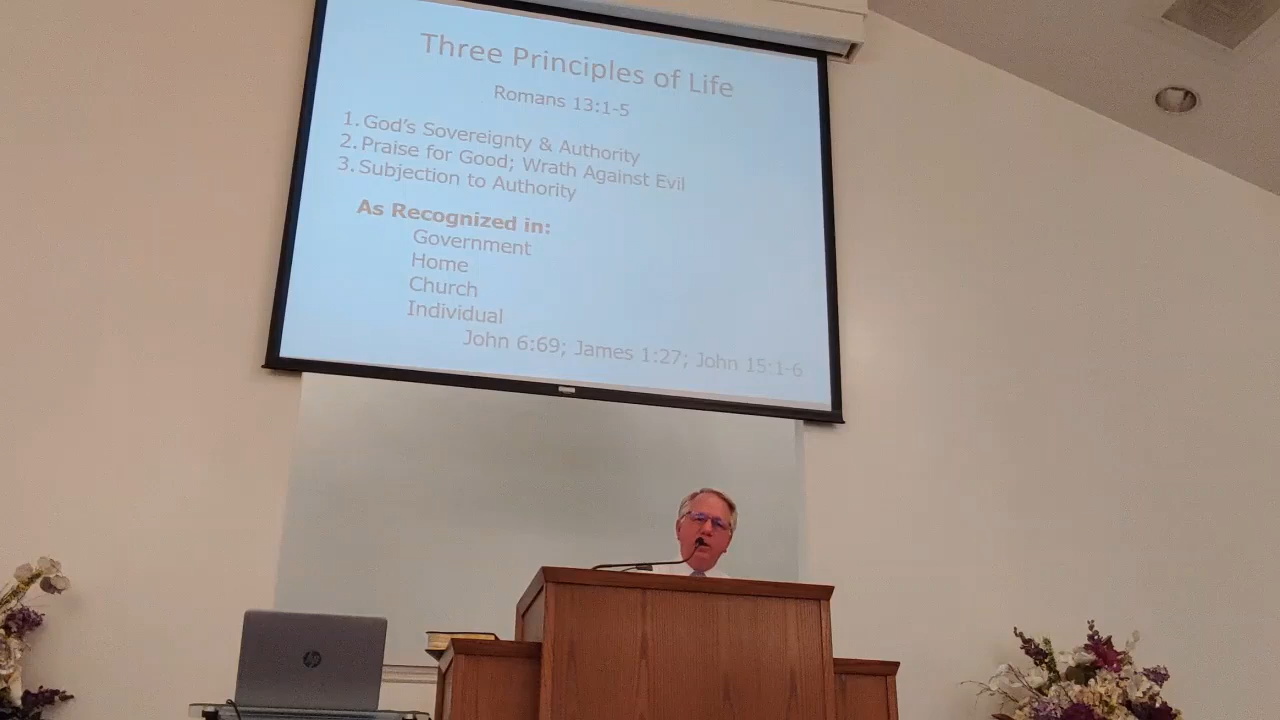 Three Principles of Life
Romans 13:1-5
1. God's Sovereignty & Authority
2. Praise for Good; Wrath Against Evil
3. Subjection to Authority
As Recognized in:
Government
Home
Church
Individual
John 6:69; James 1:27; John 15:1-6
hp